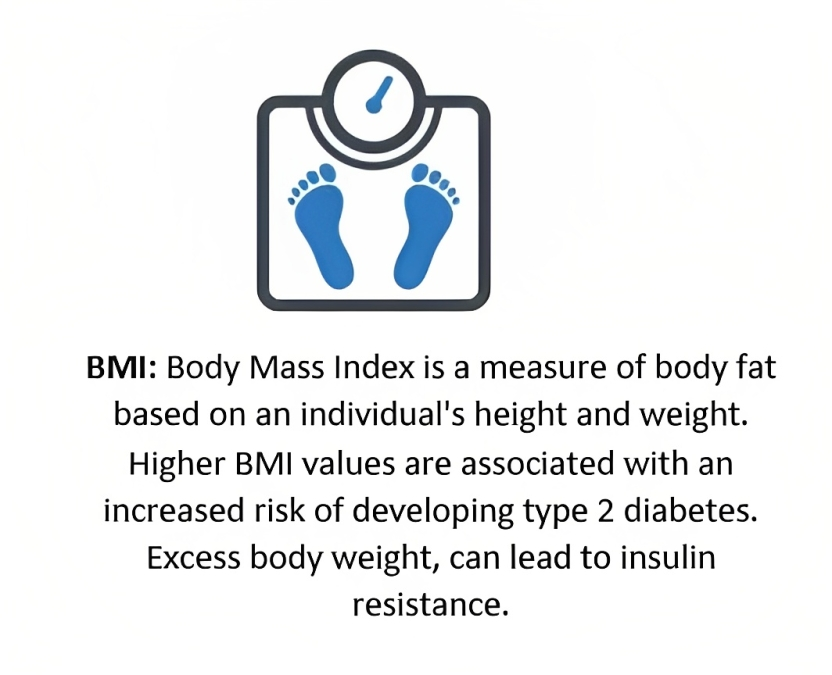 BMI: Body Mass Index is a measure of body fat
based on an individual's height and weight.
Higher BMI values are associated with an
increased risk of developing type 2 diabetes.
Excess body weight, can lead to insulin
resistance.